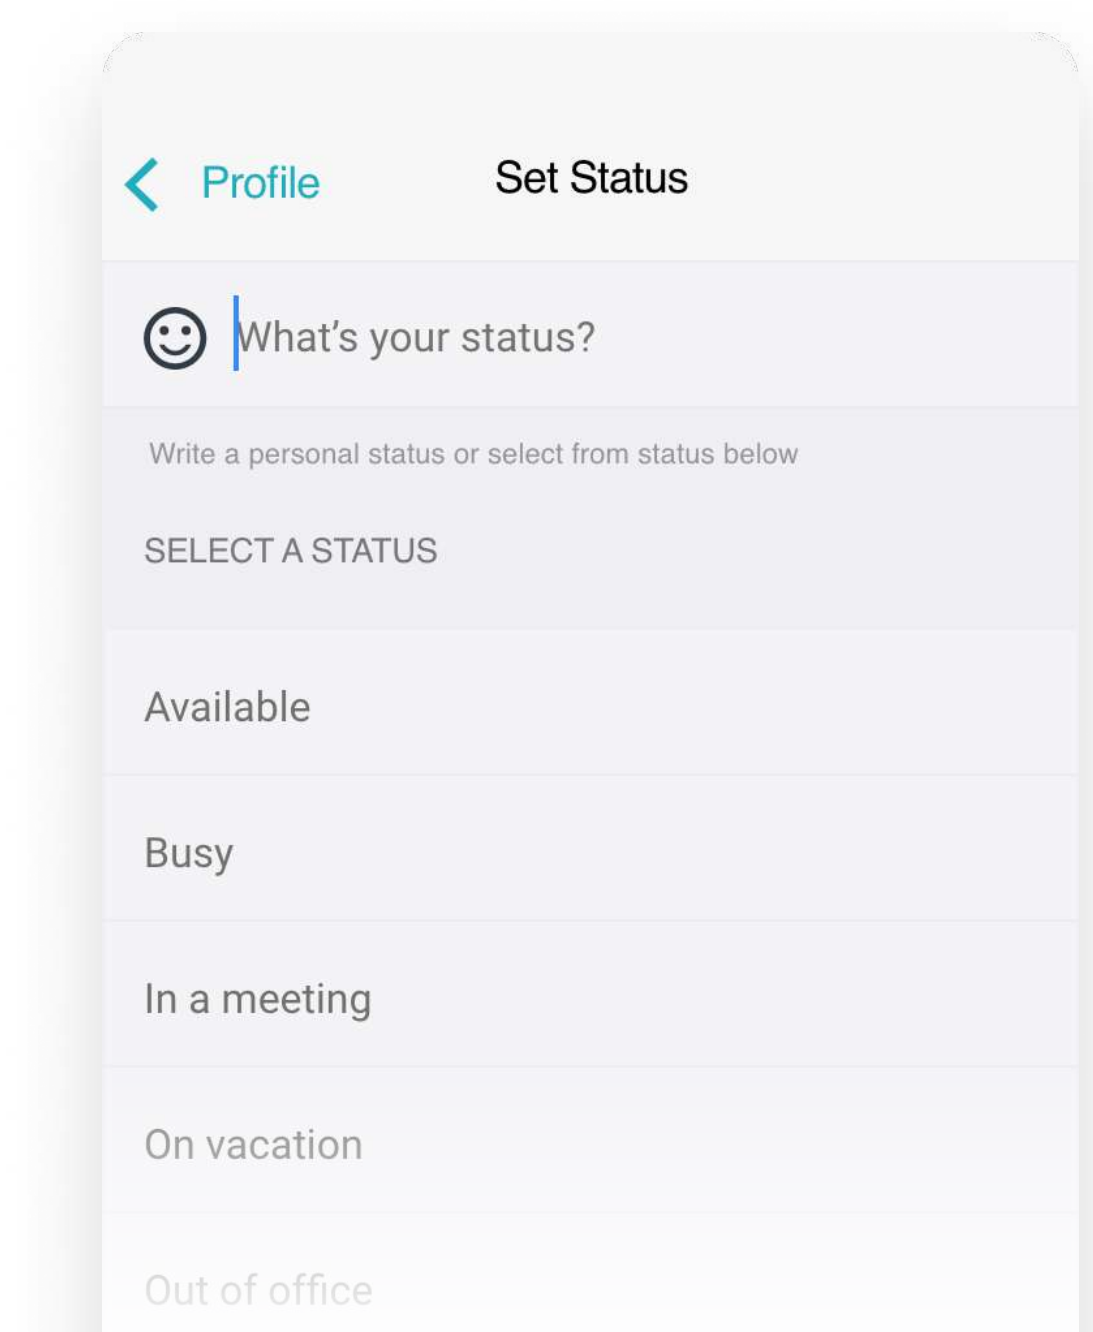 Profile Set Status
What’s your status?
Write a personal status or select from status below
SELECT A STATUS
Available
Busy
In a meeting
On vacation
Out of office